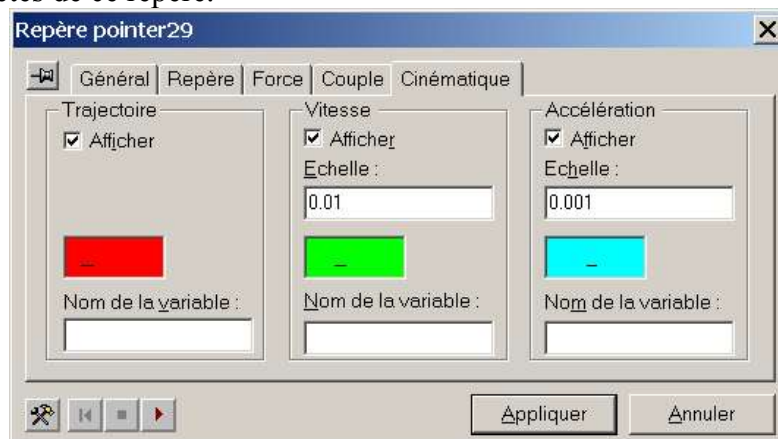 Repère pointer29
Général Repère Force Couple Cinématique
Trajectoire
Afficher
Nom de la variable :
Vitesse
Afficher
Echelle :
0.01
Nom de la variable :
Accélération
Afficher
Echelle :
0.001
Nom de la variable :
Appliquer Annuler